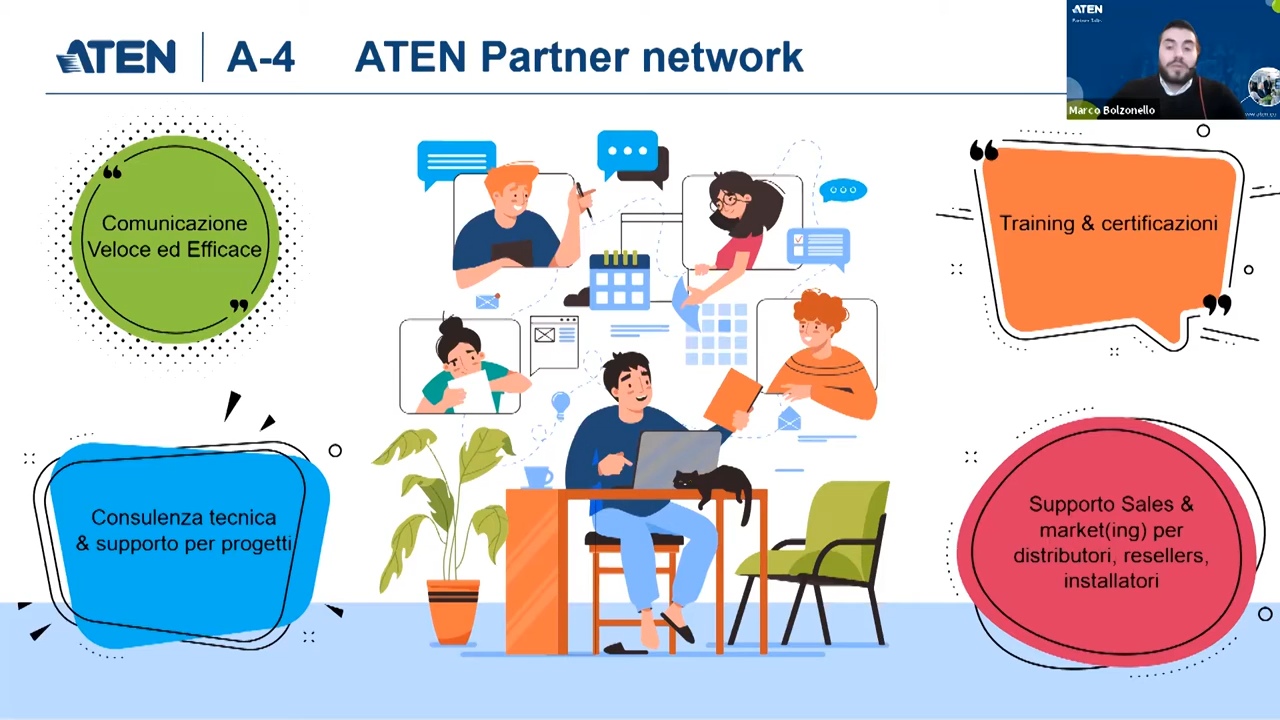 ATEN
A-4
ATEN Partner network
ATEN
Partner Talks
Marco Bolzonello
Comunicazione
Veloce ed Efficace
Training & certificazioni
Consulenza tecnica
& supporto per progetti
Supporto Sales &
market(ing) per
distributori, resellers,
installatori